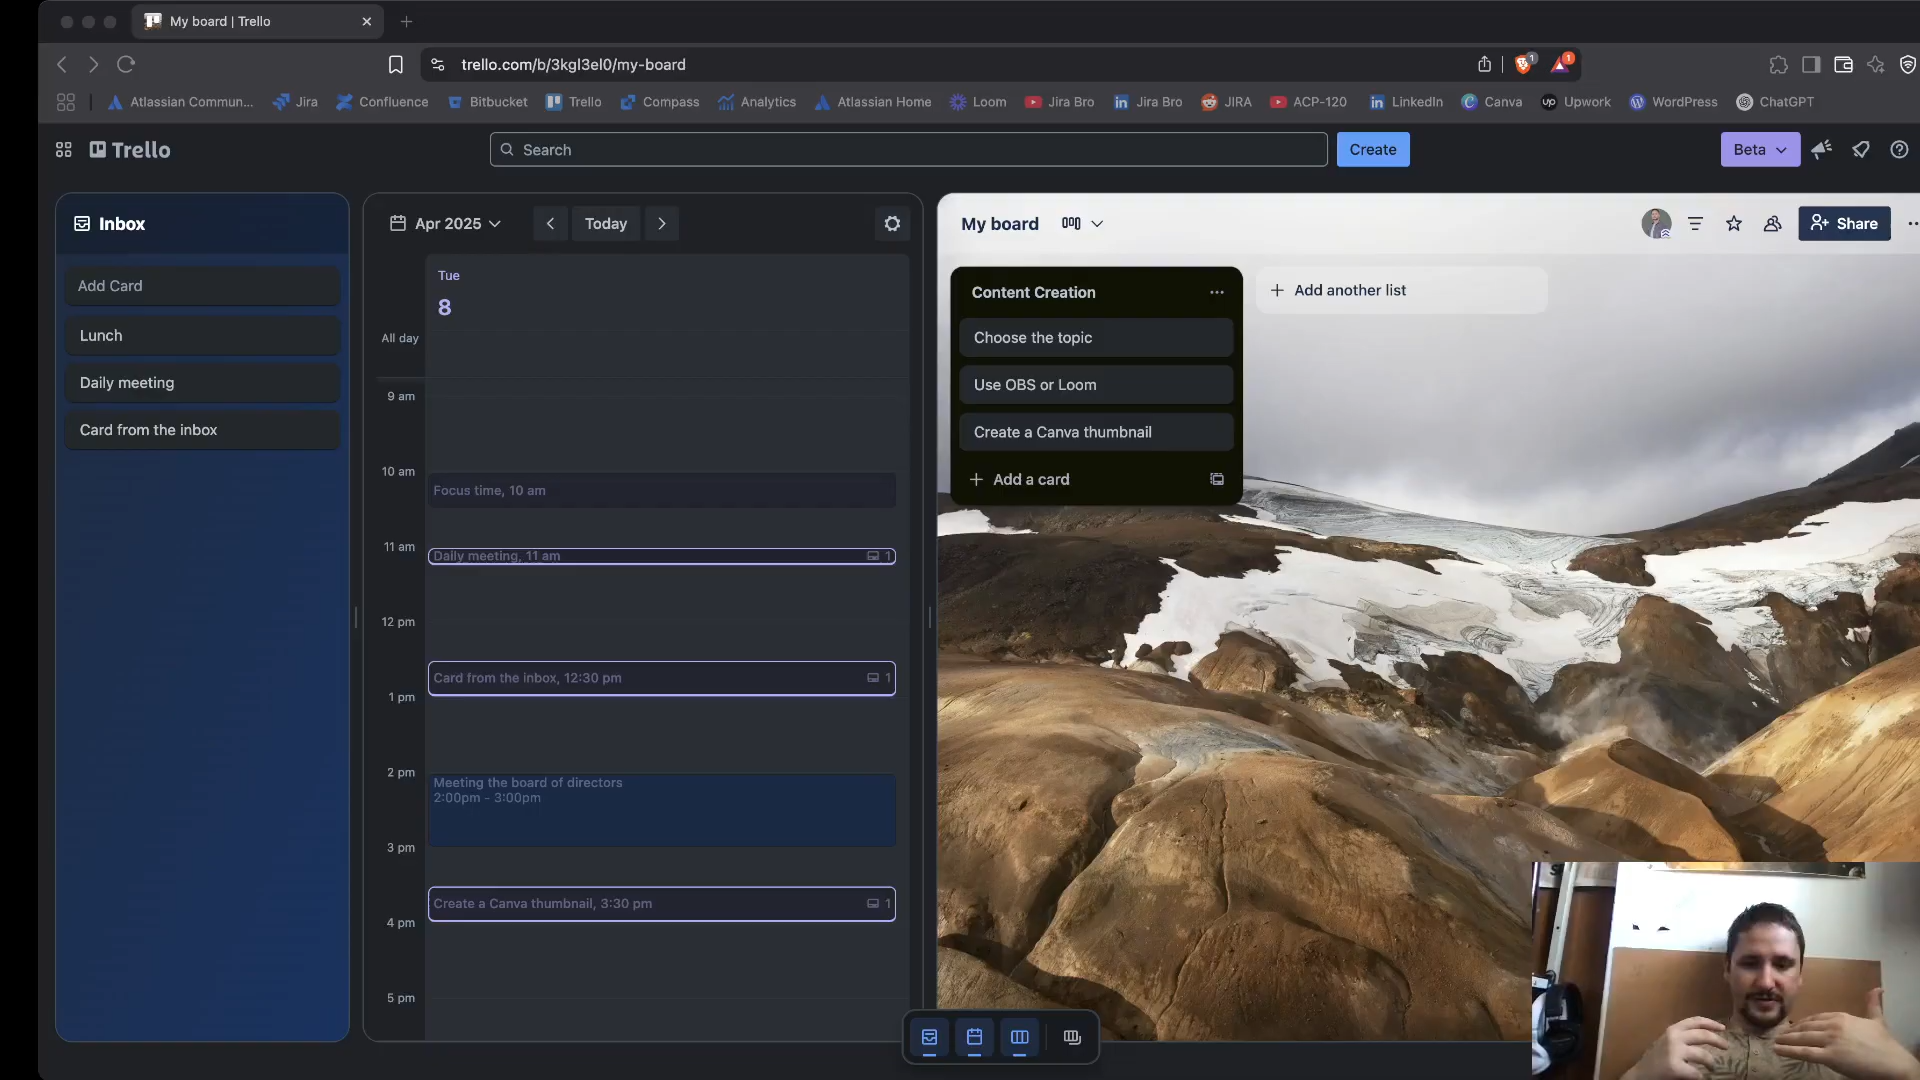 My board | Trello
trello.com/b/3kgl3el0/my-board
1
1
Atlassian Commun...
Jira
Confluence
Bitbucket
Trello
Compass
Analytics
Atlassian Home
Loom
Jira Bro
Jira Bro
JIRA
ACP-120
LinkedIn
Canva
Upwork
WordPress
ChatGPT
Trello
Search
Create
Beta
Inbox
Add Card
Lunch
Daily meeting
Card from the inbox
Apr 2025
Today
Tue
8
All day
9 am
10 am
Focus time, 10 am
11 am
Daily meeting, 11 am
1
12 pm
Card from the inbox, 12:30 pm
1
1 pm
2 pm
Meeting the board of directors
2:00pm - 3:00pm
3 pm
Create a Canva thumbnail, 3:30 pm
1
4 pm
5 pm
My board
Share
Content Creation
Choose the topic
Use OBS or Loom
Create a Canva thumbnail
Add a card
Add another list